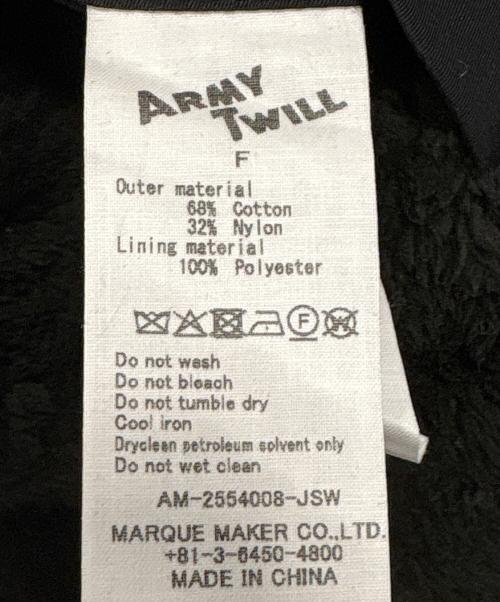 ARMY
TWILL
F
Outer material
68% Cotton
32% Nylon
Lining material
100% Polyester
F W
Do not wash
Do not bleach
Do not tumble dry
Cool iron
Dryclean petroleum solvent only
Do not wet clean
AM-2554008-JSW
MARQUE MAKER CO.,LTD.
+81-3-6450-4800
MADE IN CHINA